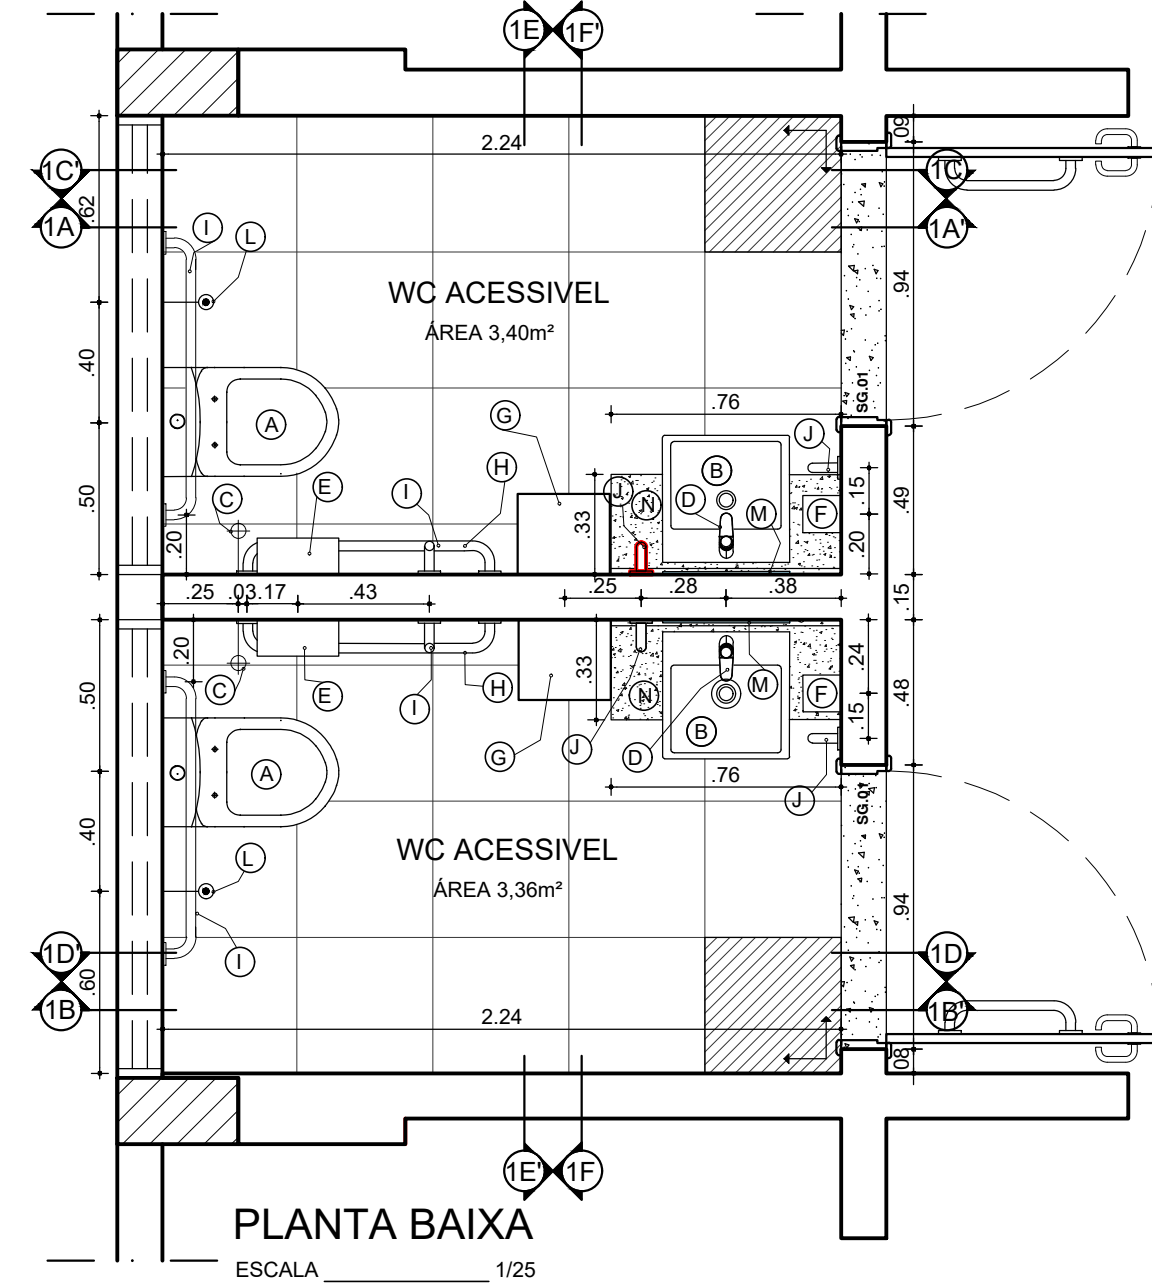 1E 1F'
.09
2.24
1C' 1C
.62
1A 1A'
I L
.94
WC ACESSIVEL
ÁREA 3,40m²
.40
SG.01
.76
A G J
B
H
I
E
C
J N D M F
.15
.49
.50
.33
.20 .20
.25 .03 .17 .43 .25 .28 .38
.15
.20
.24
.50
.33
.48
C E I H N M F
.15
G J D B
.76
A J
SG.01
.40
WC ACESSIVEL
L
ÁREA 3,36m²
.94
I
1D' 1D
.60
1B 1B'
2.24
.08
1E' 1F
PLANTA BAIXA
ESCALA 1/25